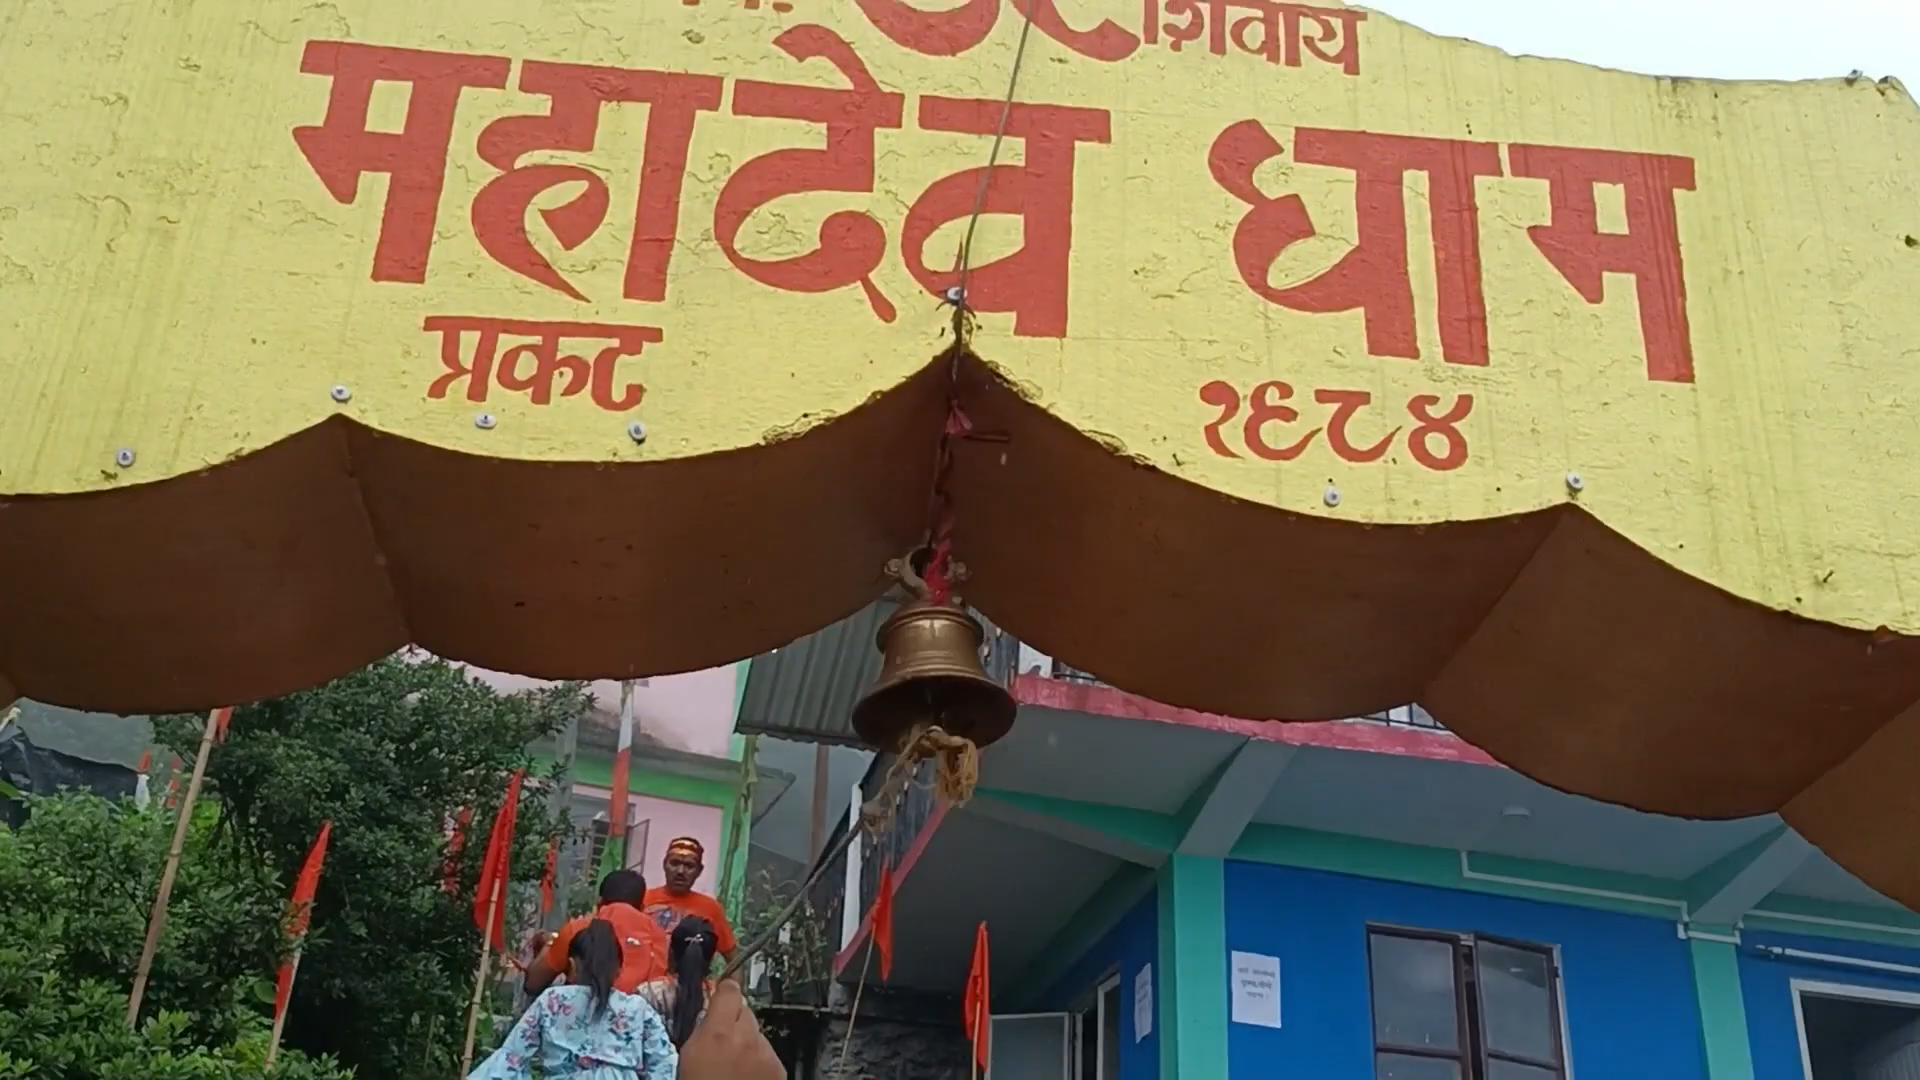 शिवाय
महादेव धाम
प्रकट १९८४